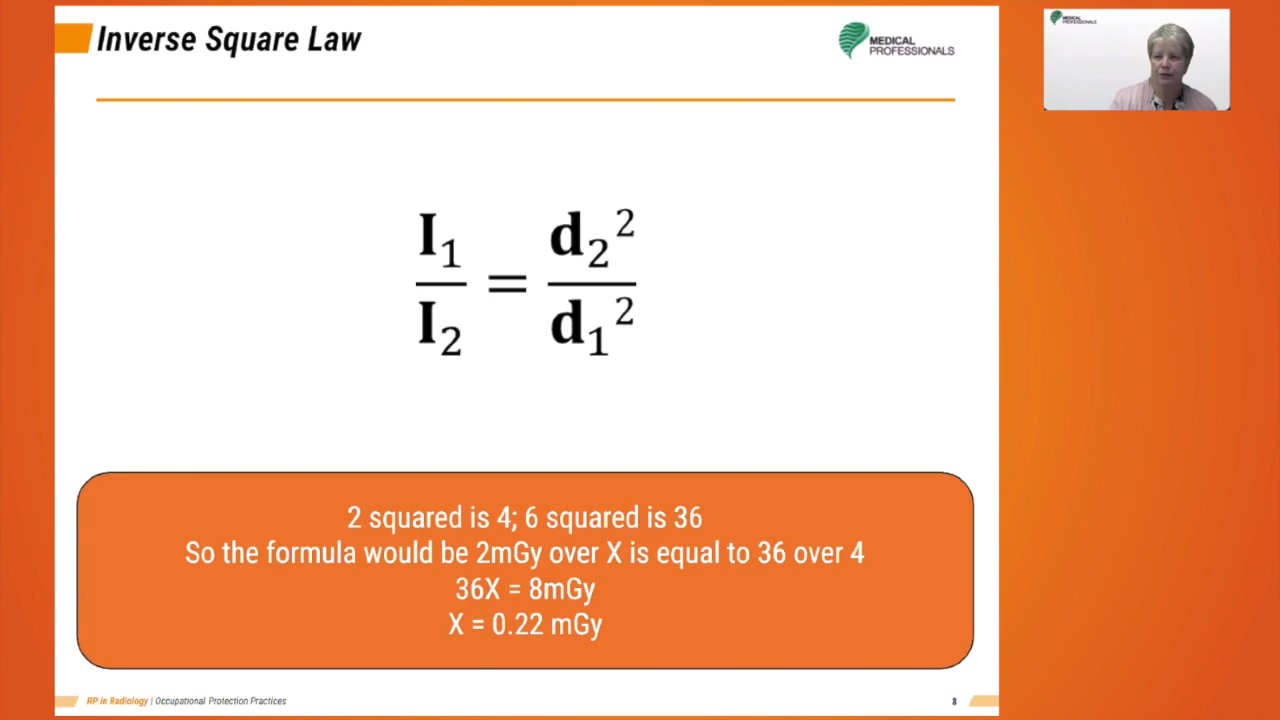 Inverse Square Law
MEDICAL
PROFESSIONALS
MEDICAL
PROFESSIONALS
I₁/I₂ = d₂²/d₁²
2 squared is 4; 6 squared is 36
So the formula would be 2mGy over X is equal to 36 over 4
36X = 8mGy
X = 0.22 mGy
RP in Radiology | Occupational Protection Practices
8